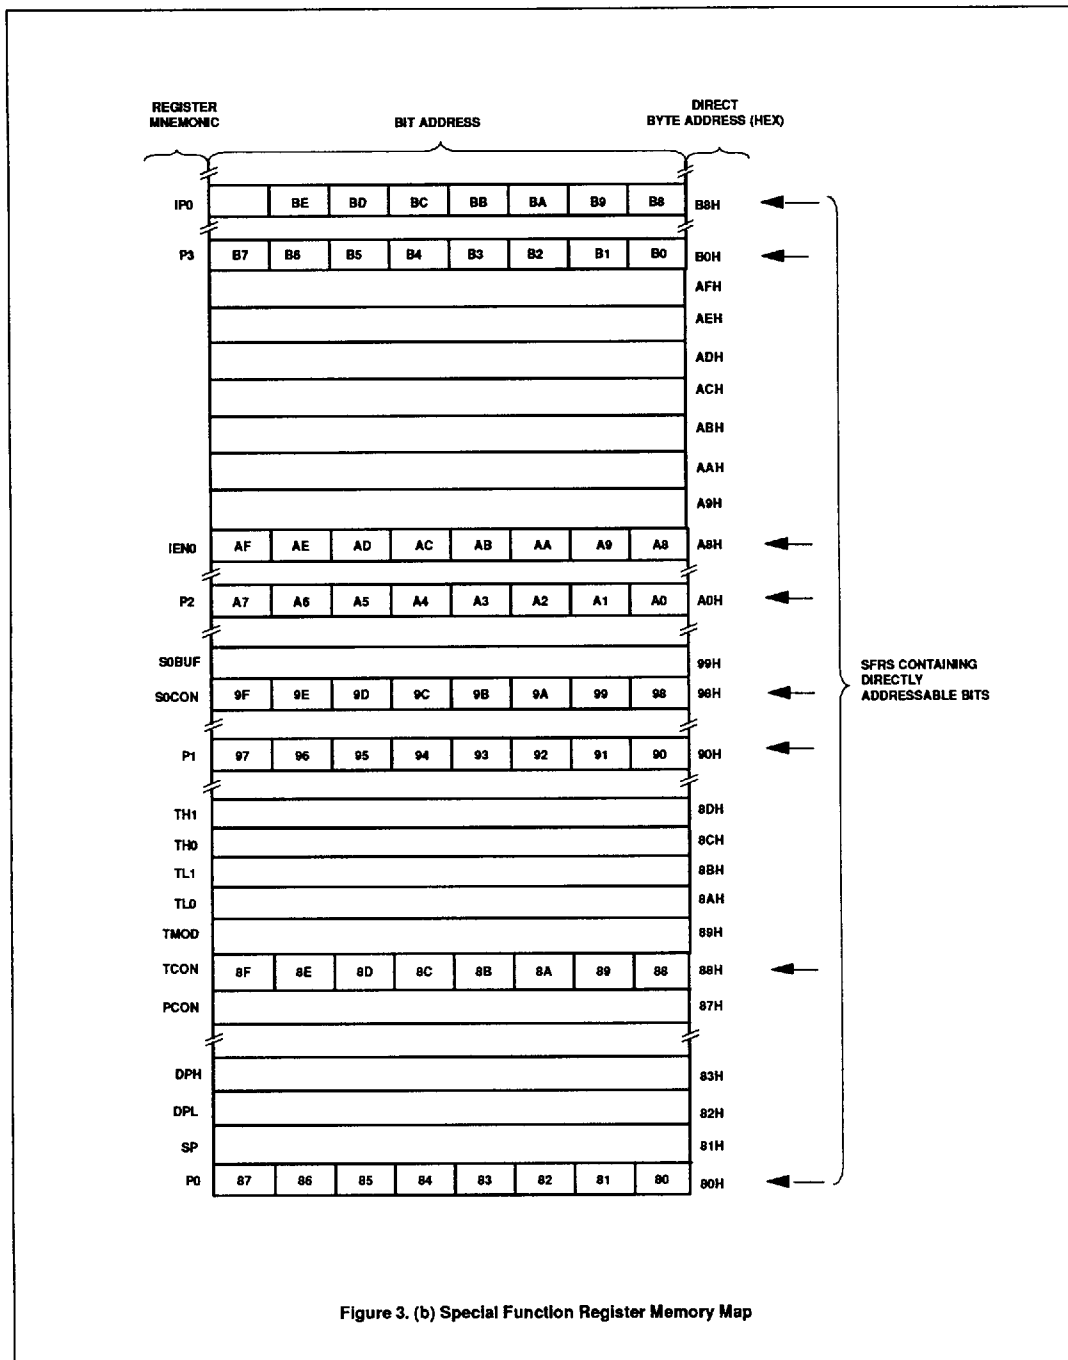 REGISTER MNEMONIC
BIT ADDRESS
DIRECT BYTE ADDRESS (HEX)
IP0 BE BD BC BB BA B9 B8 B8H
P3 B7 B6 B5 B4 B3 B2 B1 B0 B0H
AFH
AEH
ADH
ACH
ABH
AAH
A9H
IEN0 AF AE AD AC AB AA A9 A8 A8H
P2 A7 A6 A5 A4 A3 A2 A1 A0 A0H
S0BUF 99H
S0CON 9F 9E 9D 9C 9B 9A 99 98 98H
P1 97 96 95 94 93 92 91 90 90H
TH1 8DH
TH0 8CH
TL1 8BH
TL0 8AH
TMOD 89H
TCON 8F 8E 8D 8C 8B 8A 89 88 88H
PCON 87H
DPH 83H
DPL 82H
SP 81H
P0 87 86 85 84 83 82 81 80 80H
SFRS CONTAINING
DIRECTLY
ADDRESSABLE BITS
Figure 3. (b) Special Function Register Memory Map